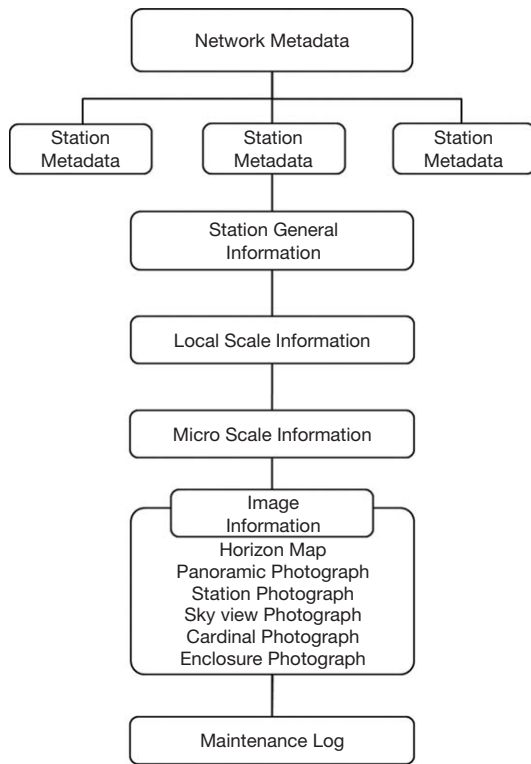 Network Metadata
Station
Metadata
Station
Metadata
Station
Metadata
Station General
Information
Local Scale Information
Micro Scale Information
Image
Information
Horizon Map
Panoramic Photograph
Station Photograph
Sky view Photograph
Cardinal Photograph
Enclosure Photograph
Maintenance Log